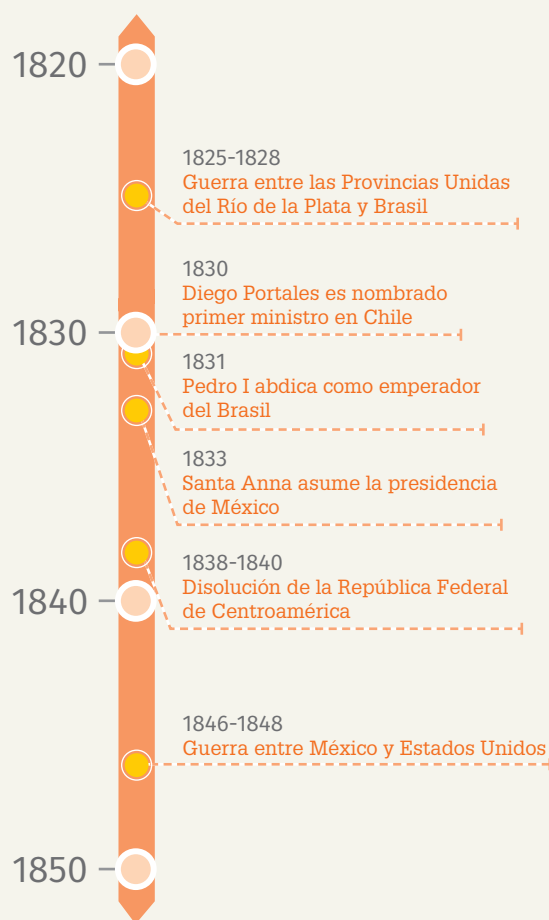 1820
1825-1828
Guerra entre las Provincias Unidas
del Río de la Plata y Brasil
1830
Diego Portales es nombrado
primer ministro en Chile
1830
1831
Pedro I abdica como emperador
del Brasil
1833
Santa Anna asume la presidencia
de México
1838-1840
Disolución de la República Federal
de Centroamérica
1840
1846-1848
Guerra entre México y Estados Unidos
1850